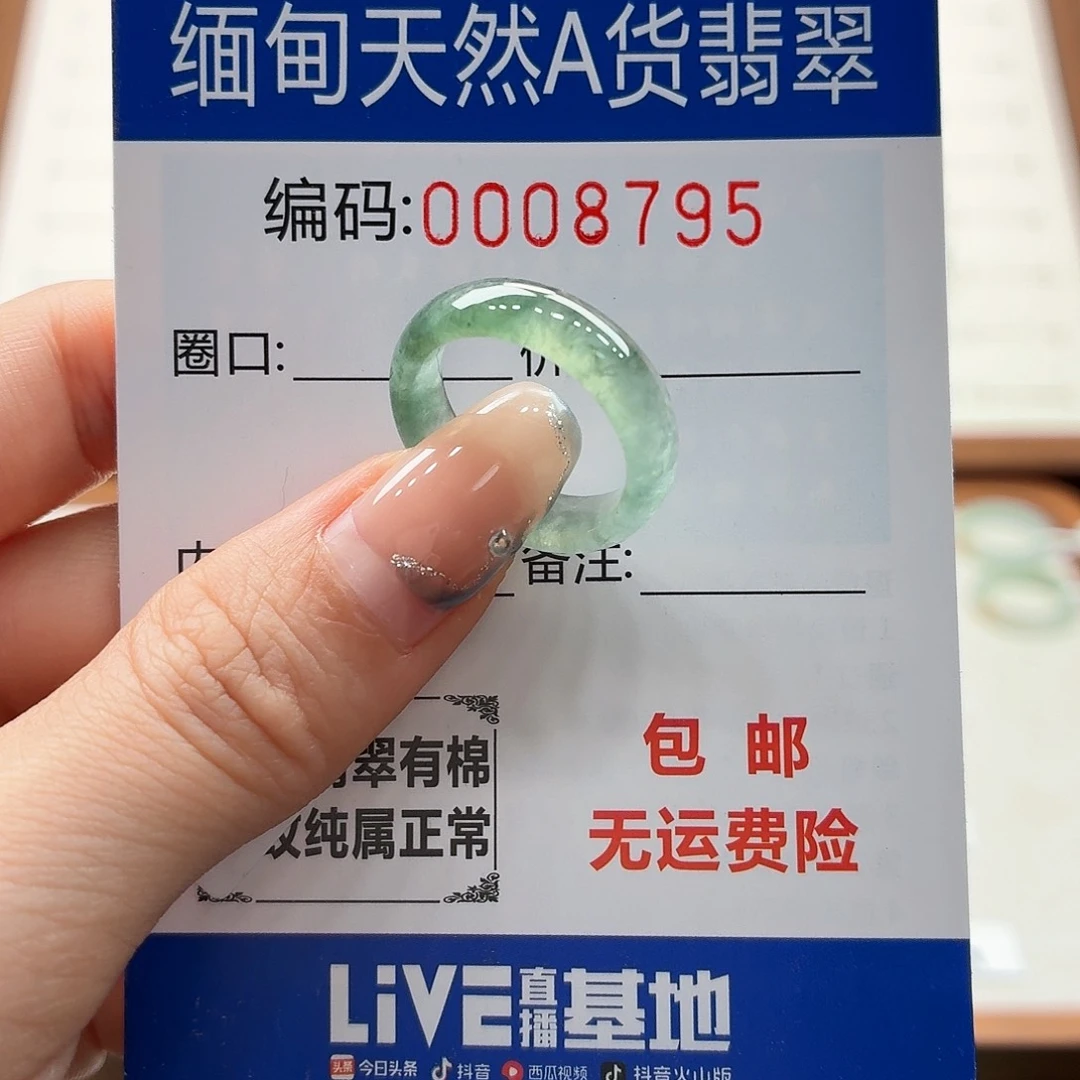 缅甸天然A货翡翠
编码:0008795
圈口:
备注:
翠有棉
纯属正常
包 邮
无运费险
LiVE直播基地
头条 今日头条 抖音 西瓜视频 抖音火山版